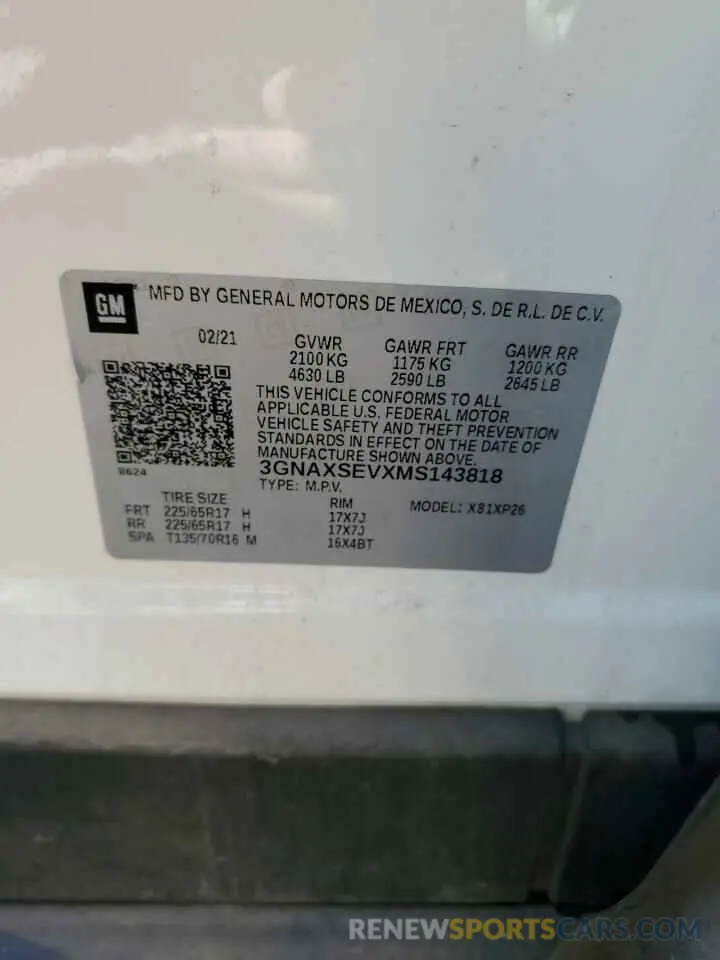 GM MFD BY GENERAL MOTORS DE MEXICO, S. DE R.L. DE C.V.
02/21 GVWR GAWR FRT GAWR RR
2100 KG 1175 KG 1200 KG
4630 LB 2590 LB 2645 LB
THIS VEHICLE CONFORMS TO ALL
APPLICABLE U.S. FEDERAL MOTOR
VEHICLE SAFETY AND THEFT PREVENTION
STANDARDS IN EFFECT ON THE DATE OF
MANUFACTURE SHOWN ABOVE.
3GNAXSEVXMS143818
8624
TYPE: M.P.V.
TIRE SIZE RIM MODEL: X81XP26
FRT 225/65R17 H 17X7J
RR 225/65R17 H 17X7J
SPA T135/70R16 M 16X4BT
RENEWSPORTSCARS.COM